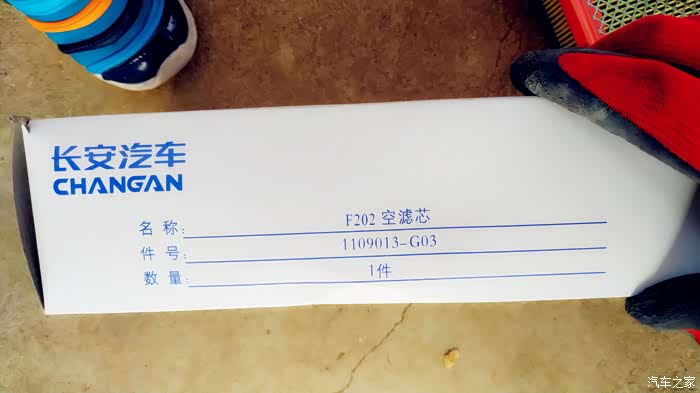 长安汽车
CHANGAN
名 称: F202 空滤芯
件 号: 1109013-G03
数 量: 1件
汽车之家